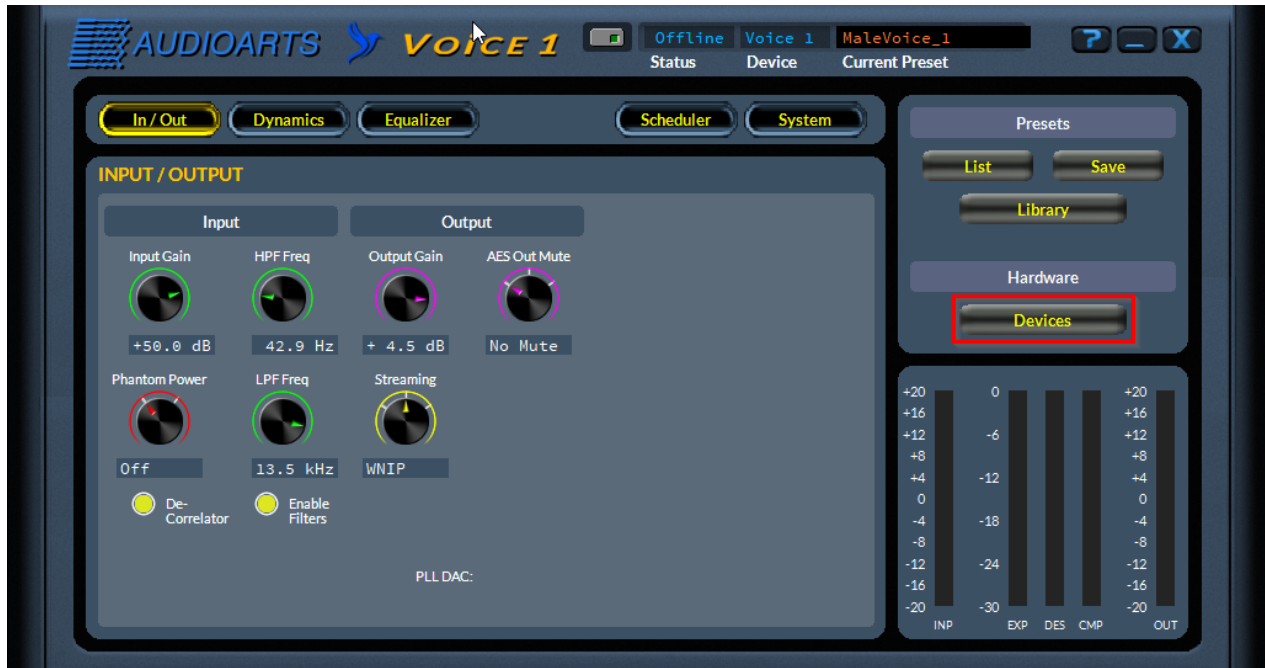 AUDIOARTS VOICE 1
Offline Voice 1 MaleVoice_1
Status Device Current Preset
? _ X
In / Out Dynamics Equalizer Scheduler System
INPUT / OUTPUT
Input Output
Input Gain HPF Freq Output Gain AES Out Mute
+50.0 dB 42.9 Hz + 4.5 dB No Mute
Phantom Power LPF Freq Streaming
Off 13.5 kHz WNIP
De-
Correlator
Enable
Filters
PLL DAC:
Presets
List Save
Library
Hardware
Devices
+20 0 +20
+16 +16
+12 -6 +12
+8 +8
+4 -12 +4
0 0
-4 -18 -4
-8 -8
-12 -24 -12
-16 -16
-20 -30 -20
INP EXP DES CMP OUT